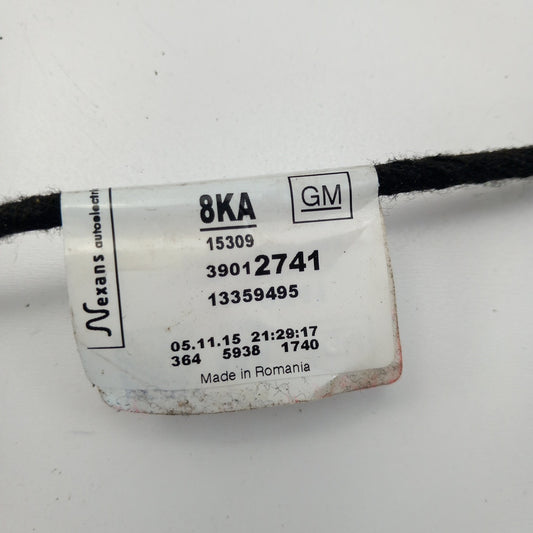 Nexans autoelectric
8KA
GM
15309
39012741
13359495
05.11.15 21:29:17
364 5938 1740
Made in Romania